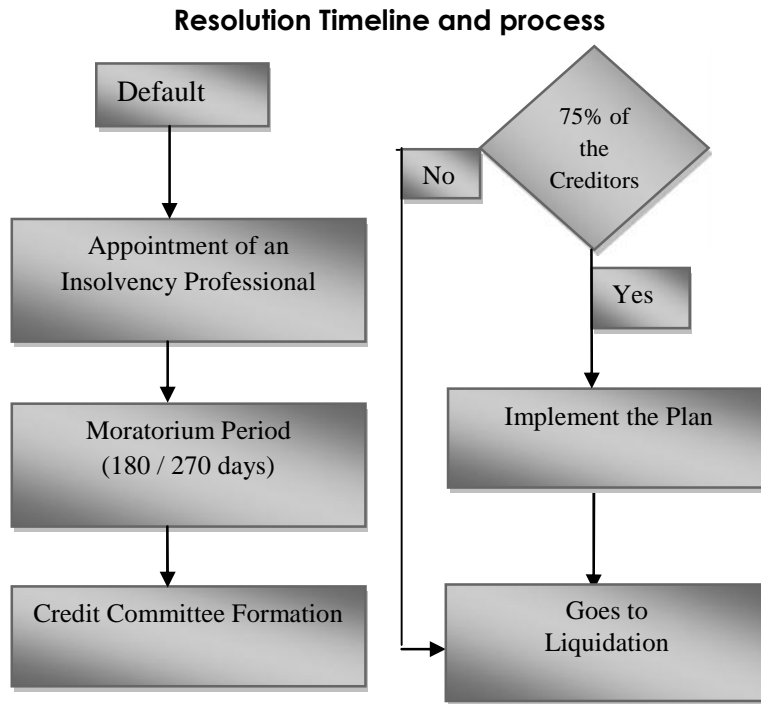 Resolution Timeline and process
Default
Appointment of an
Insolvency Professional
Moratorium Period
(180 / 270 days)
Credit Committee Formation
75% of
the
Creditors
No
Yes
Implement the Plan
Goes to
Liquidation